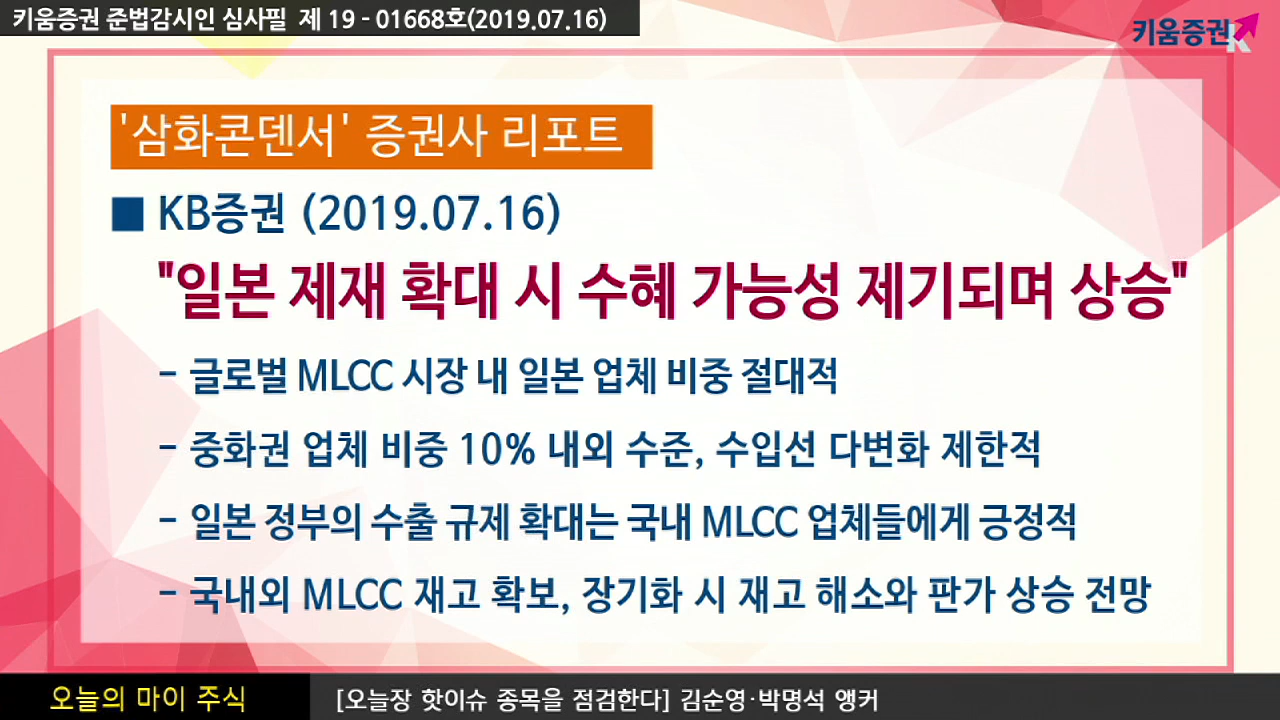 키움증권 준법감시인 심사필 제 19 - 01668호(2019.07.16)
키움증권
'삼화콘덴서' 증권사 리포트
■ KB증권 (2019.07.16)
"일본 제재 확대 시 수혜 가능성 제기되며 상승"
- 글로벌 MLCC 시장 내 일본 업체 비중 절대적
- 중화권 업체 비중 10% 내외 수준, 수입선 다변화 제한적
- 일본 정부의 수출 규제 확대는 국내 MLCC 업체들에게 긍정적
- 국내외 MLCC 재고 확보, 장기화 시 재고 해소와 판가 상승 전망
오늘의 마이 주식
[오늘장 핫이슈 종목을 점검한다] 김순영·박명석 앵커